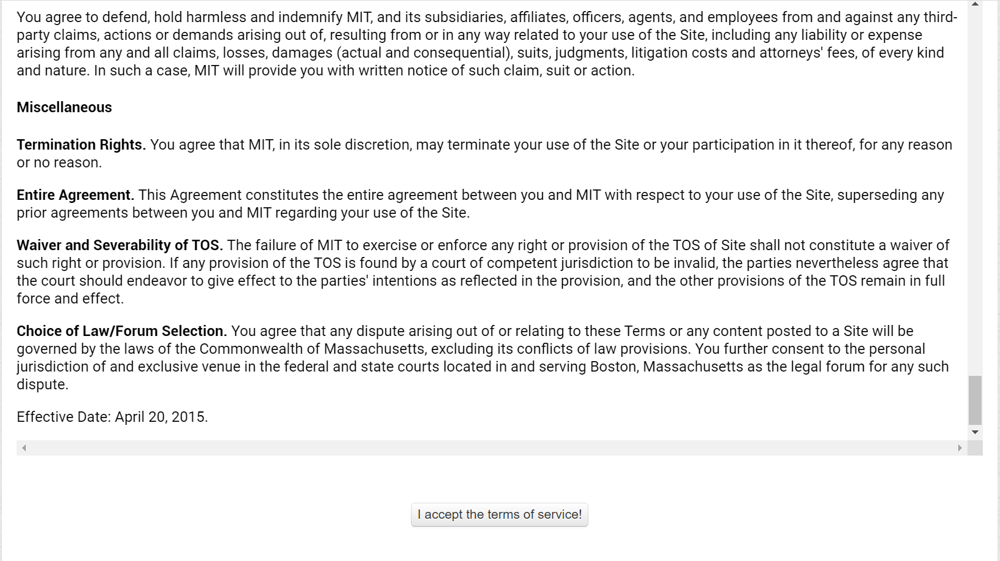 You agree to defend, hold harmless and indemnify MIT, and its subsidiaries, affiliates, officers, agents, and employees from and against any third-
party claims, actions or demands arising out of, resulting from or in any way related to your use of the Site, including any liability or expense
arising from any and all claims, losses, damages (actual and consequential), suits, judgments, litigation costs and attorneys' fees, of every kind
and nature. In such a case, MIT will provide you with written notice of such claim, suit or action.
Miscellaneous
Termination Rights. You agree that MIT, in its sole discretion, may terminate your use of the Site or your participation in it thereof, for any reason
or no reason.
Entire Agreement. This Agreement constitutes the entire agreement between you and MIT with respect to your use of the Site, superseding any
prior agreements between you and MIT regarding your use of the Site.
Waiver and Severability of TOS. The failure of MIT to exercise or enforce any right or provision of the TOS of Site shall not constitute a waiver of
such right or provision. If any provision of the TOS is found by a court of competent jurisdiction to be invalid, the parties nevertheless agree that
the court should endeavor to give effect to the parties' intentions as reflected in the provision, and the other provisions of the TOS remain in full
force and effect.
Choice of Law/Forum Selection. You agree that any dispute arising out of or relating to these Terms or any content posted to a Site will be
governed by the laws of the Commonwealth of Massachusetts, excluding its conflicts of law provisions. You further consent to the personal
jurisdiction of and exclusive venue in the federal and state courts located in and serving Boston, Massachusetts as the legal forum for any such
dispute.
Effective Date: April 20, 2015.
I accept the terms of service!